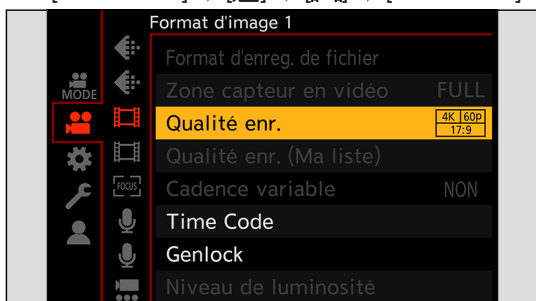 Format d'image 1
MODE
Format d'enreg. de fichier
Zone capteur en vidéo FULL
Qualité enr. 4K 60p 17:9
Qualité enr. (Ma liste)
FOCUS
Cadence variable NON
Time Code
Genlock
Niveau de luminosité